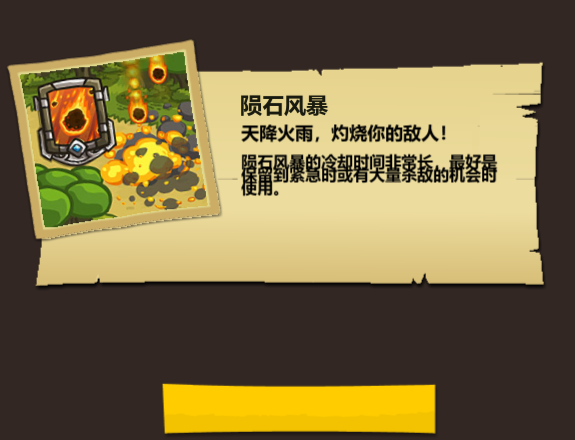 陨石风暴
天降火雨，灼烧你的敌人！
陨石风暴的冷却时间非常长，最好是
保留到紧急时或有大量杀敌的机会时
使用。